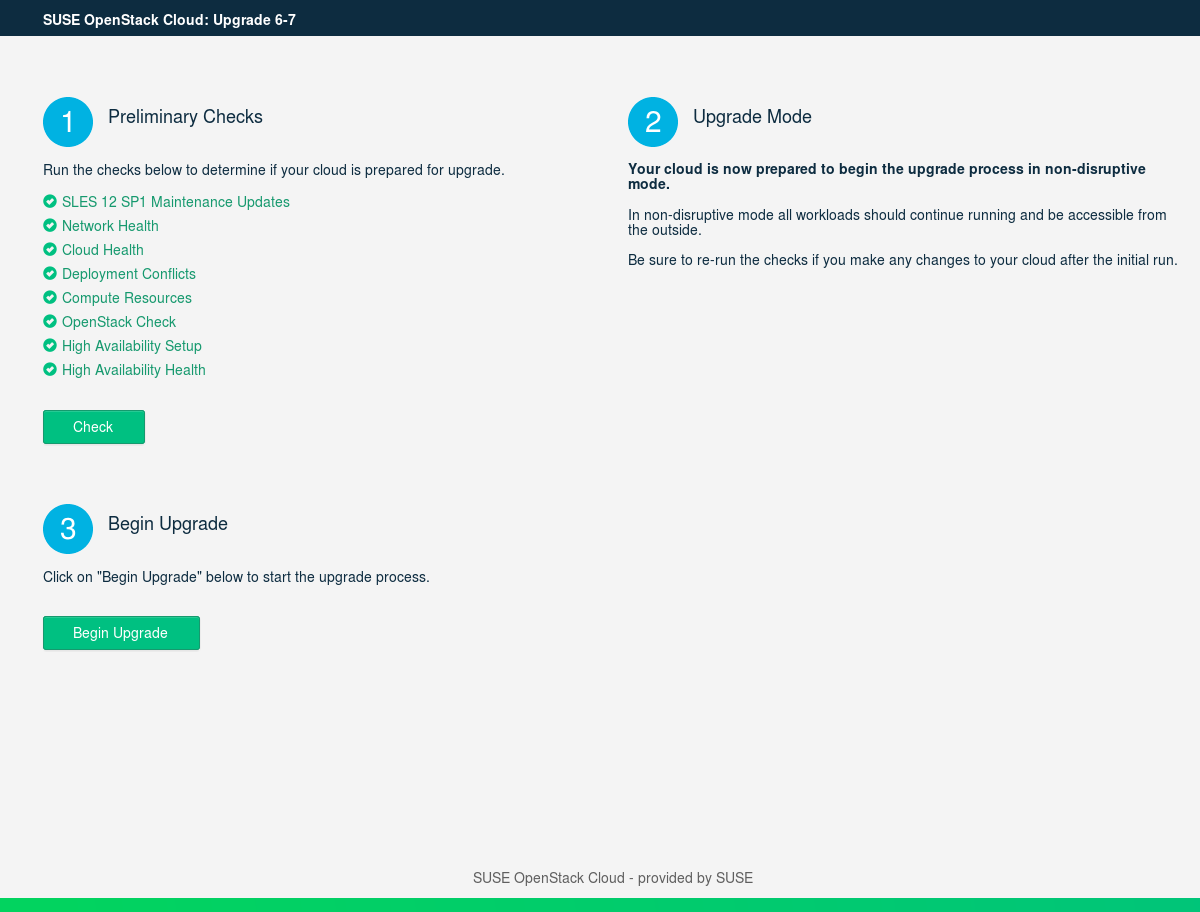 SUSE OpenStack Cloud: Upgrade 6-7
1
Preliminary Checks
Run the checks below to determine if your cloud is prepared for upgrade.
SLES 12 SP1 Maintenance Updates
Network Health
Cloud Health
Deployment Conflicts
Compute Resources
OpenStack Check
High Availability Setup
High Availability Health
Check
2
Upgrade Mode
Your cloud is now prepared to begin the upgrade process in non-disruptive
mode.
In non-disruptive mode all workloads should continue running and be accessible from
the outside.
Be sure to re-run the checks if you make any changes to your cloud after the initial run.
3
Begin Upgrade
Click on "Begin Upgrade" below to start the upgrade process.
Begin Upgrade
SUSE OpenStack Cloud - provided by SUSE